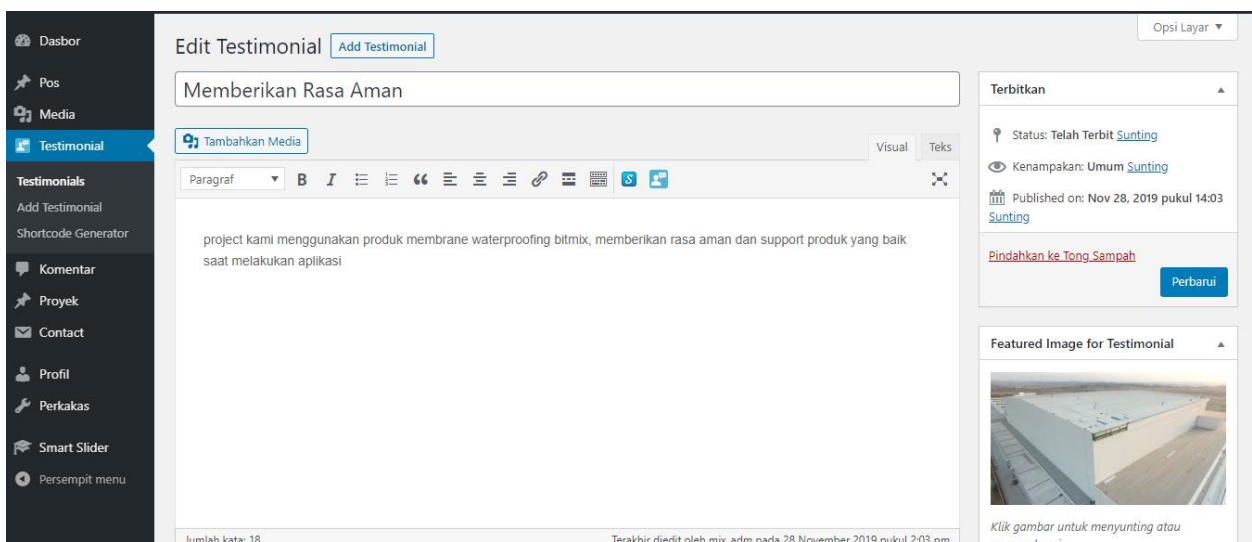 Opsi Layar ▼
Dasbor
Pos
Media
Testimonial
Testimonials
Add Testimonial
Shortcode Generator
Komentar
Proyek
Contact
Profil
Perkakas
Smart Slider
Persempit menu
Edit Testimonial Add Testimonial
Memberikan Rasa Aman
Tambahkan Media
Visual Teks
Paragraf
project kami menggunakan produk membrane waterproofing bitmix, memberikan rasa aman dan support produk yang baik
saat melakukan aplikasi
Jumlah kata: 18
Terakhir diedit oleh mix_adm pada 28 November 2019 pukul 2:03 pm
Terbitkan
Status: Telah Terbit Sunting
Kenampakan: Umum Sunting
Published on: Nov 28, 2019 pukul 14:03
Sunting
Pindahkan ke Tong Sampah
Perbarui
Featured Image for Testimonial
Klik gambar untuk menyunting atau